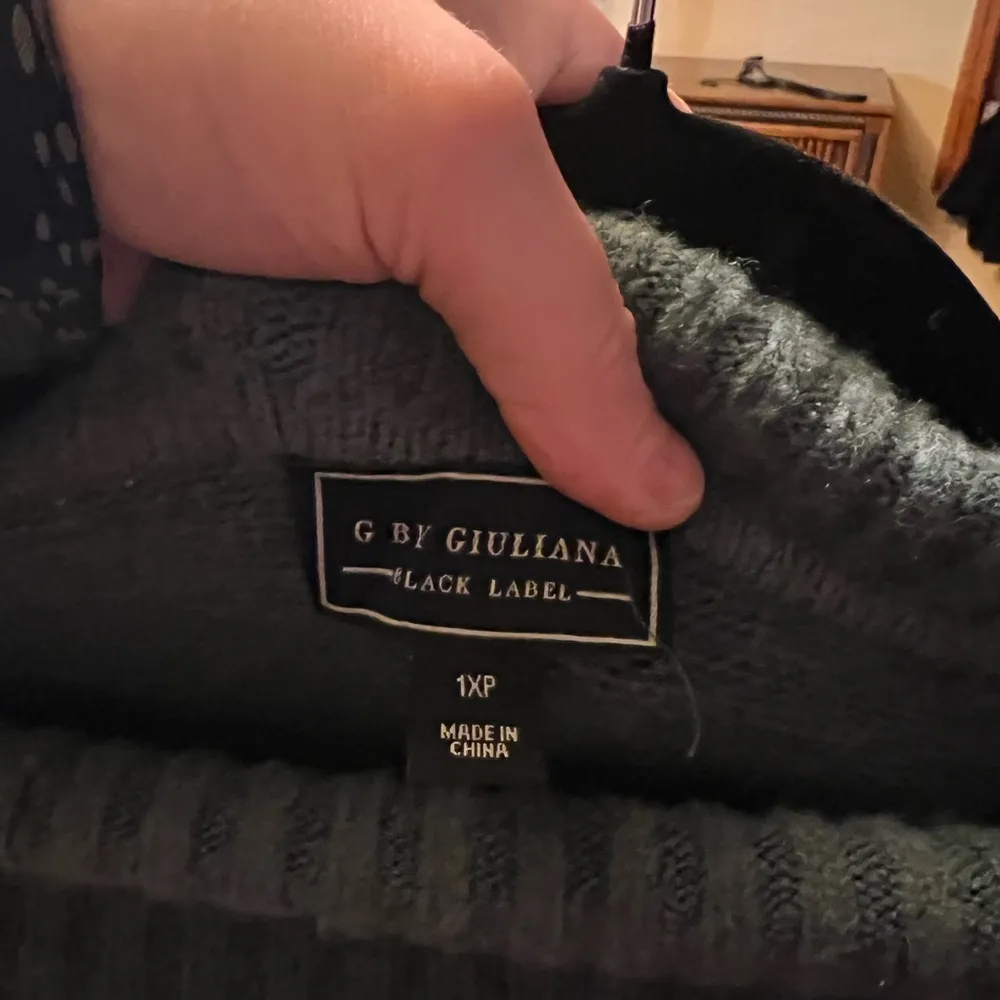 G BY GIULIANA
BLACK LABEL
1XP
MADE IN
CHINA